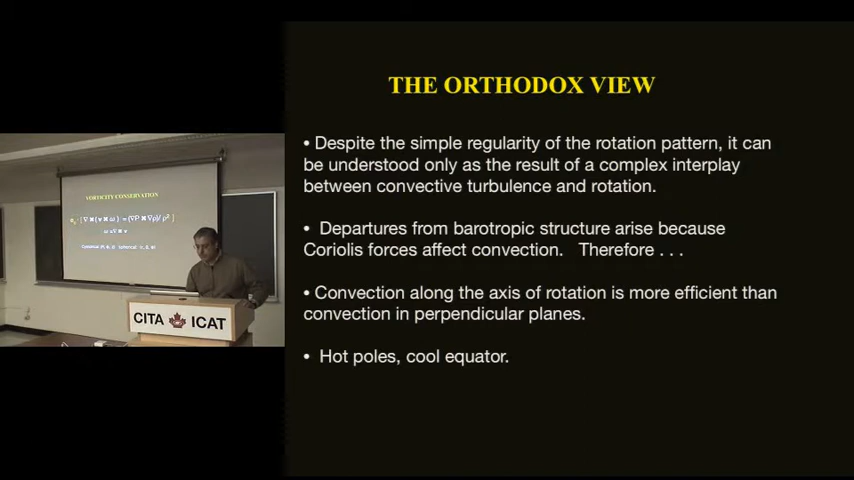 THE ORTHODOX VIEW
• Despite the simple regularity of the rotation pattern, it can
be understood only as the result of a complex interplay
between convective turbulence and rotation.
• Departures from barotropic structure arise because
Coriolis forces affect convection. Therefore . . .
• Convection along the axis of rotation is more efficient than
convection in perpendicular planes.
• Hot poles, cool equator.
VORTICITY CONSERVATION
CITA ICAT